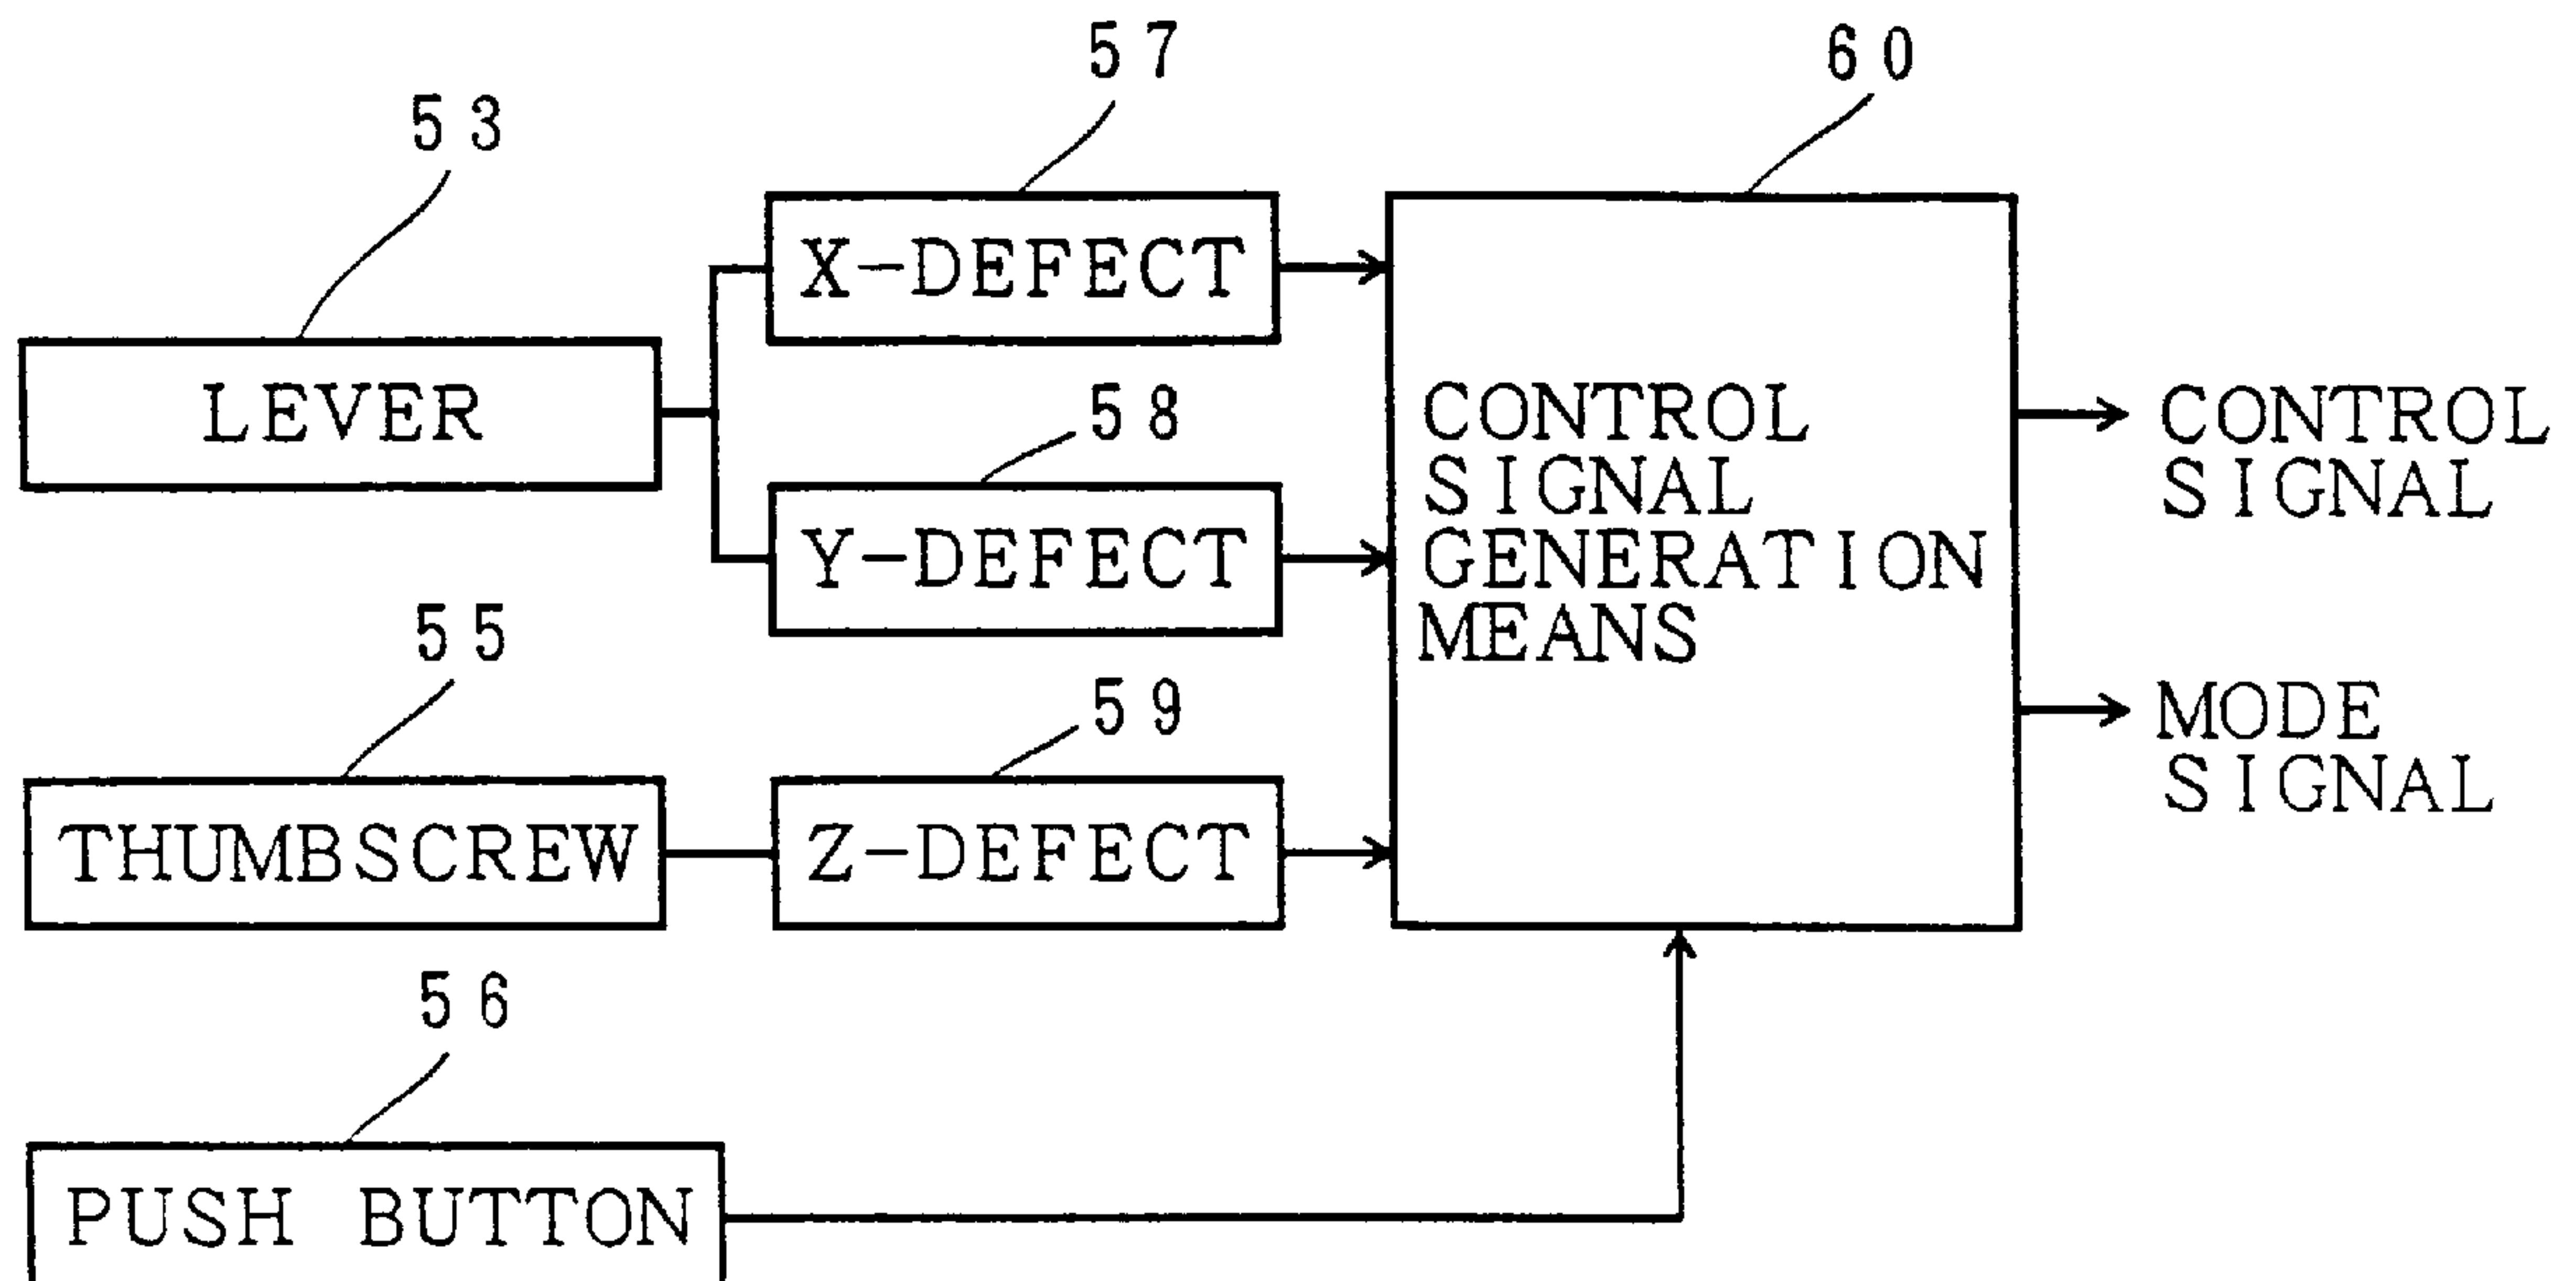 57
60
53
X-DEFECT
LEVER
58
CONTROL
SIGNAL
GENERATION
MEANS
CONTROL
SIGNAL
Y-DEFECT
55
59
MODE
SIGNAL
THUMBSCREW
Z-DEFECT
56
PUSH BUTTON